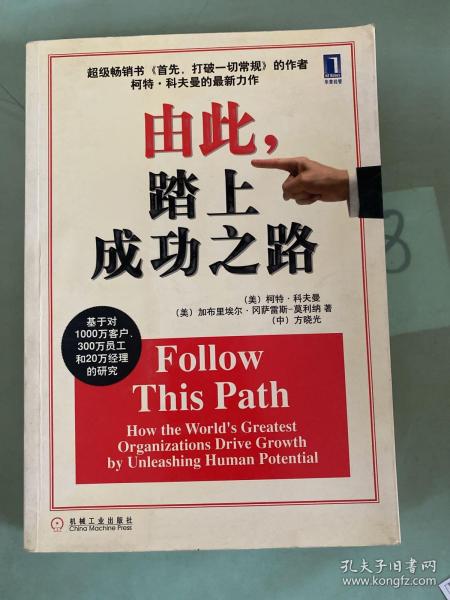 超级畅销书《首先，打破一切常规》的作者
柯特·科夫曼的最新力作
华章经管
由此，
踏上
成功之路
（美）柯特·科夫曼
（美）加布里埃尔·冈萨雷斯-莫利纳 著
（中）方晓光
基于对
1000万客户、
300万员工
和20万经理
的研究
Follow
This Path
How the World's Greatest
Organizations Drive Growth
by Unleashing Human Potential
机械工业出版社
China Machine Press
孔夫子旧书网
www.kongfz.com